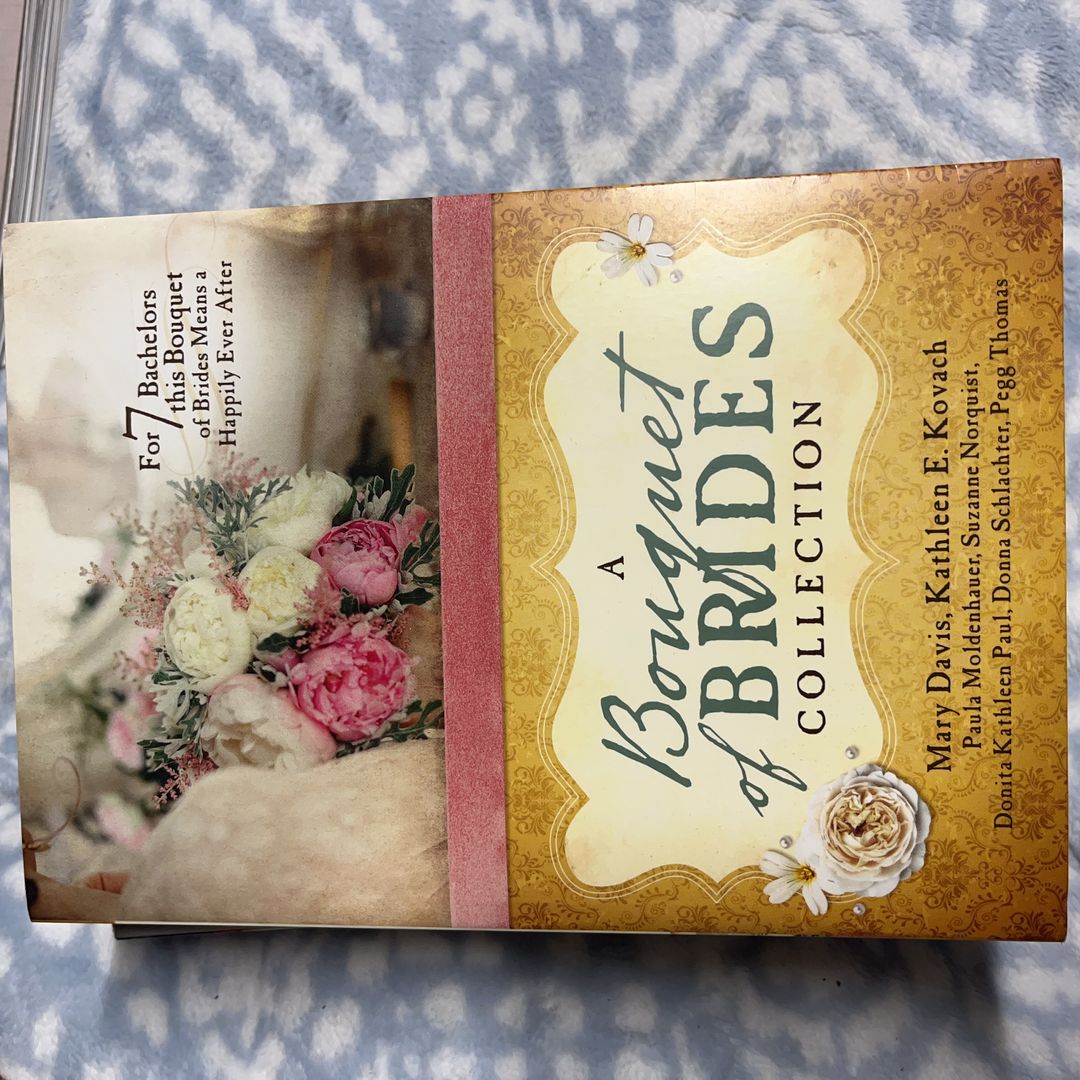 For 7 Bachelors
this Bouquet
of Brides Means a
Happily Ever After
A
Bouquet
of BRIDES
COLLECTION
Mary Davis, Kathleen E. Kovach
Paula Moldenhauer, Suzanne Norquist,
Donita Kathleen Paul, Donna Schlachter, Pegg Thomas